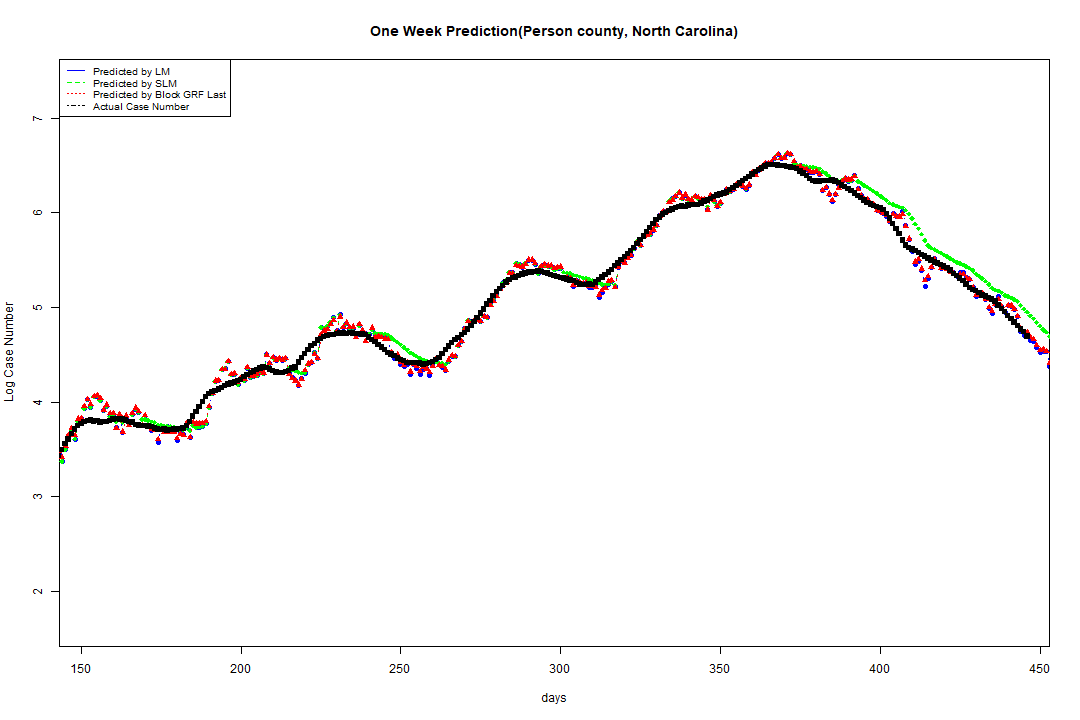 One Week Prediction(Person county, North Carolina)
Predicted by LM
Predicted by SLM
Predicted by Block GRF Last
Actual Case Number
7
6
5
4
3
2
Log Case Number
150 200 250 300 350 400 450
days